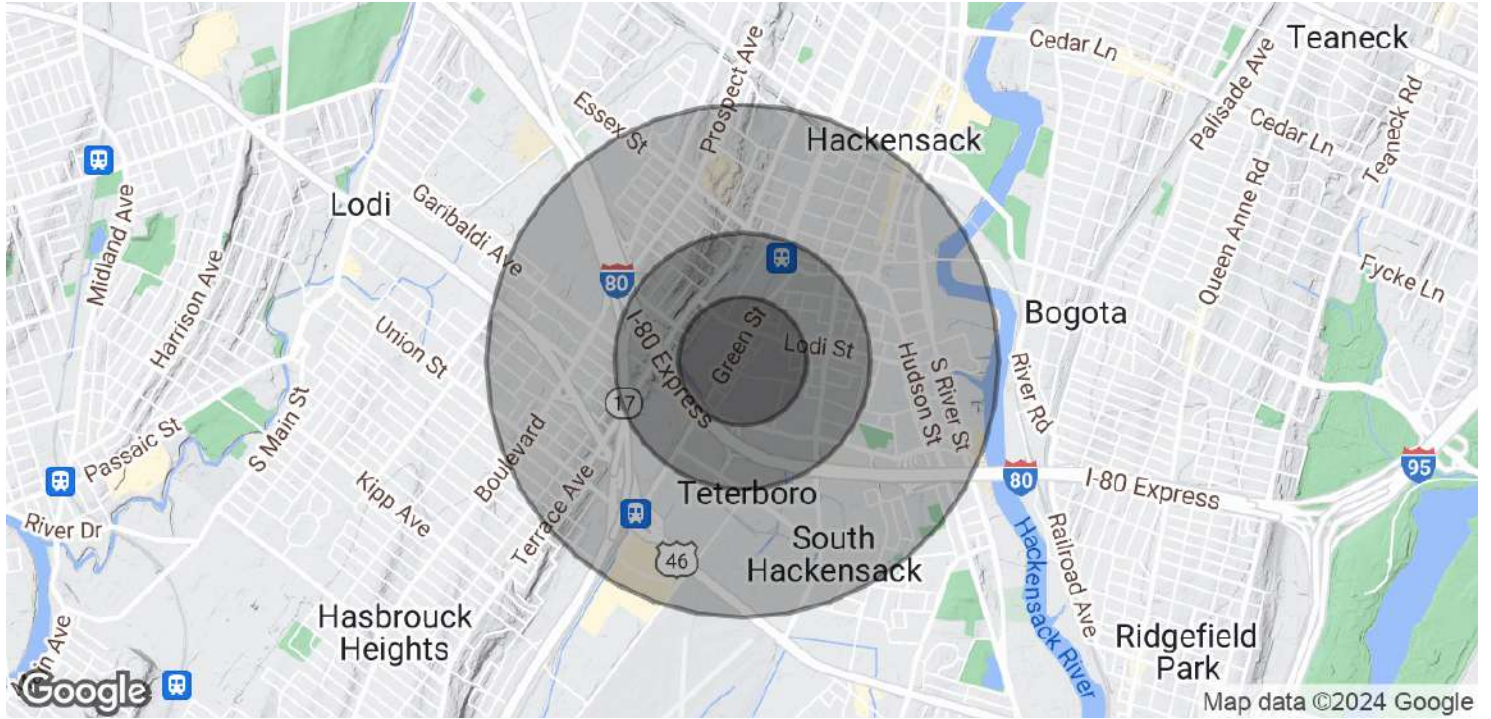 Teaneck
Cedar Ln
Palisade Ave
Prospect Ave
Teaneck Rd
Essex St
Hackensack
Cedar Ln
Queen Anne Rd
Lodi
Garibaldi Ave
Midland Ave
Harrison Ave
80
Fycke Ln
Bogota
Union St
I-80 Express
Green St
Lodi St
Hudson St
S River St
River Rd
17
S Main St
Passaic St
Boulevard
95
80
I-80 Express
Kipp Ave
Terrace Ave
Teterboro
River Dr
South
Hackensack
46
Hackensack River
Railroad Ave
Hasbrouck
Heights
Ridgefield
Park
Main Ave
Google
Map data ©2024 Google